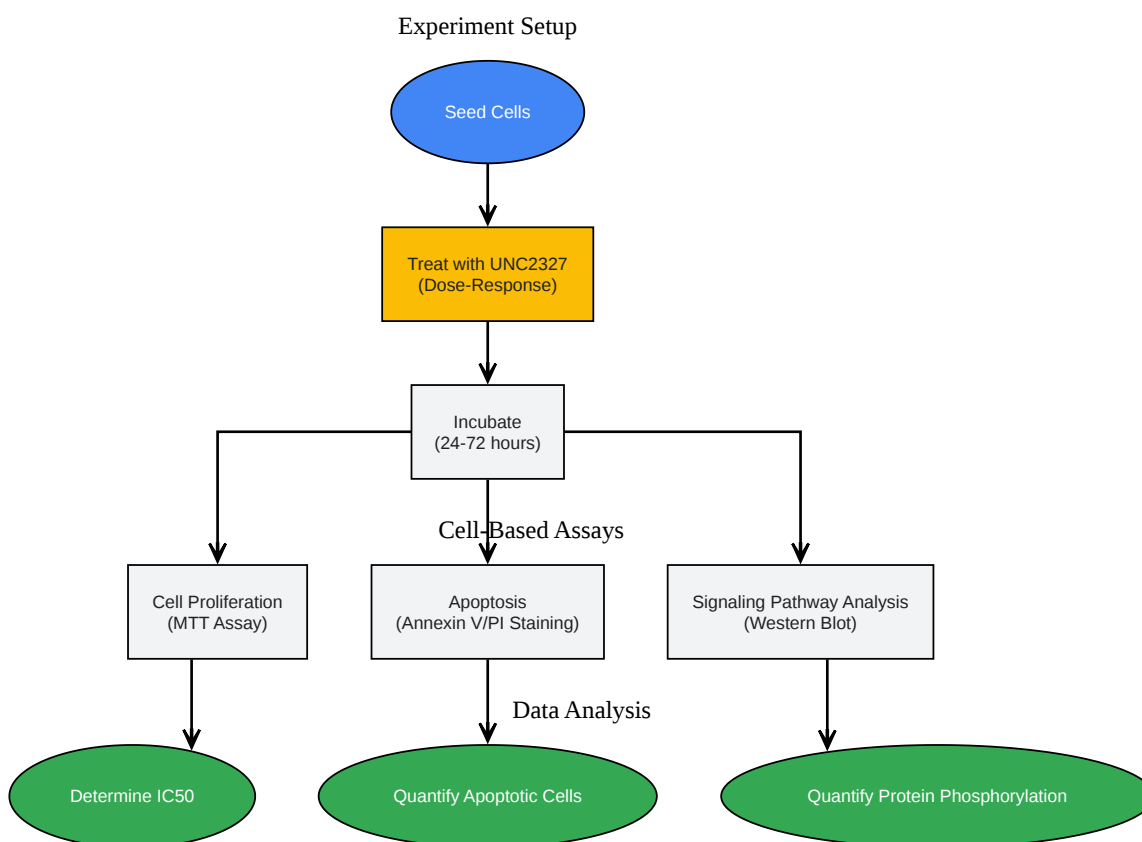 Experiment Setup
Seed Cells
Treat with UNC2327
(Dose-Response)
Incubate
(24-72 hours)
Cell-Based Assays
Cell Proliferation
(MTT Assay)
Apoptosis
(Annexin V/PI Staining)
Signaling Pathway Analysis
(Western Blot)
Data Analysis
Determine IC50
Quantify Apoptotic Cells
Quantify Protein Phosphorylation